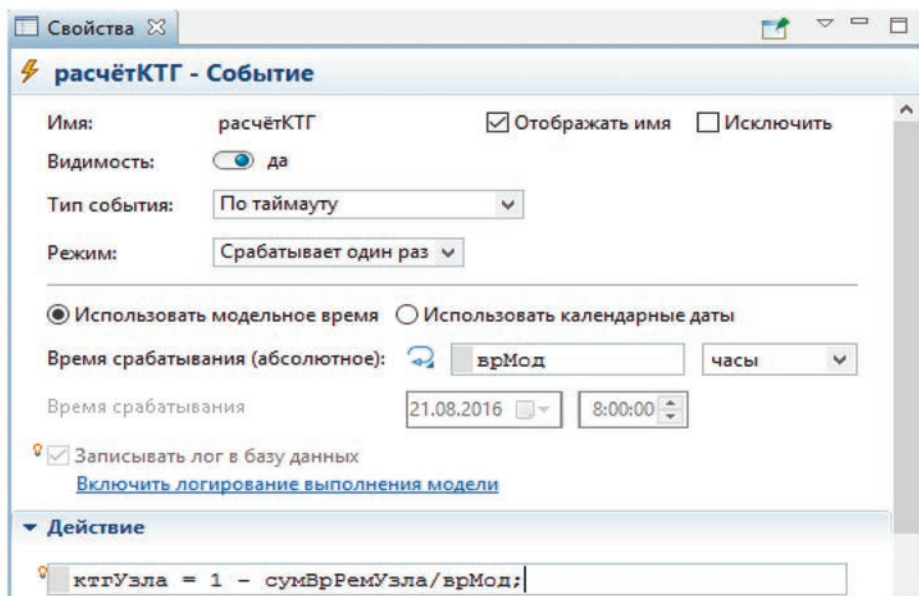 Свойства
расчётКТГ - Событие
Имя: расчётКТГ Отображать имя Исключить
Видимость: да
Тип события: По таймауту
Режим: Срабатывает один раз
Использовать модельное время Использовать календарные даты
Время срабатывания (абсолютное): врМод часы
Время срабатывания 21.08.2016 8:00:00
Записывать лог в базу данных
Включить логирование выполнения модели
Действие
ктгУзла = 1 - сумВрРемУзла/врМод;